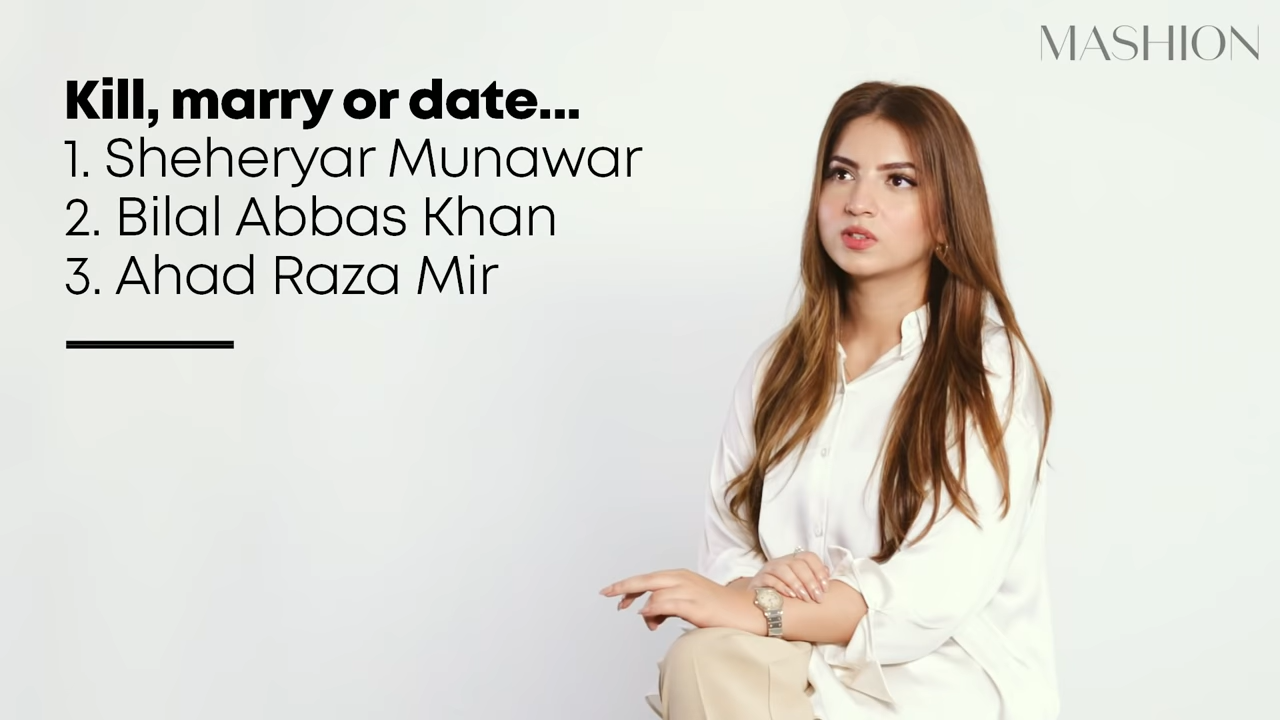 MASHION
Kill, marry or date...
1. Sheheryar Munawar
2. Bilal Abbas Khan
3. Ahad Raza Mir